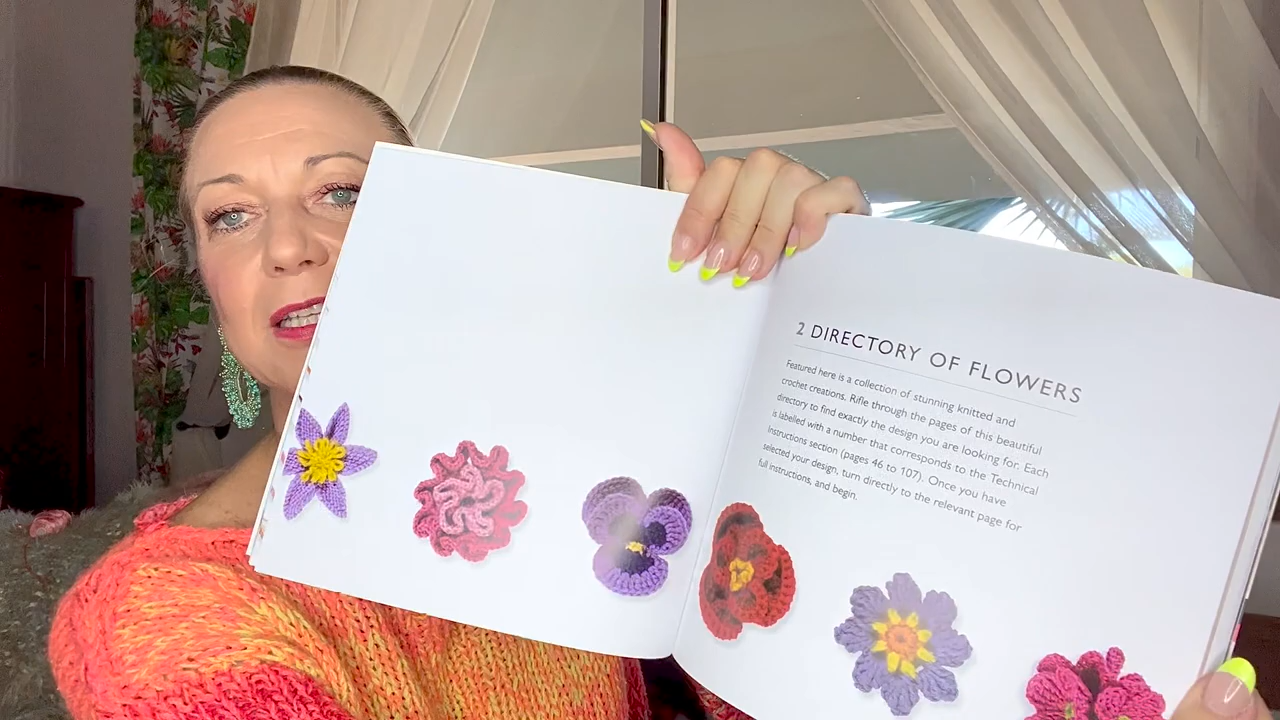 2 DIRECTORY OF FLOWERS
Featured here is a collection of stunning knitted and
crochet creations. Rifle through the pages of this beautiful
directory to find exactly the design you are looking for. Each
is labelled with a number that corresponds to the Technical
Instructions section (pages 46 to 107). Once you have
selected your design, turn directly to the relevant page for
full instructions, and begin.